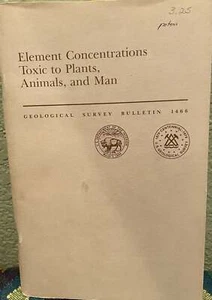 3.25
Element Concentrations
Toxic to Plants,
Animals, and Man
GEOLOGICAL SURVEY BULLETIN 1466